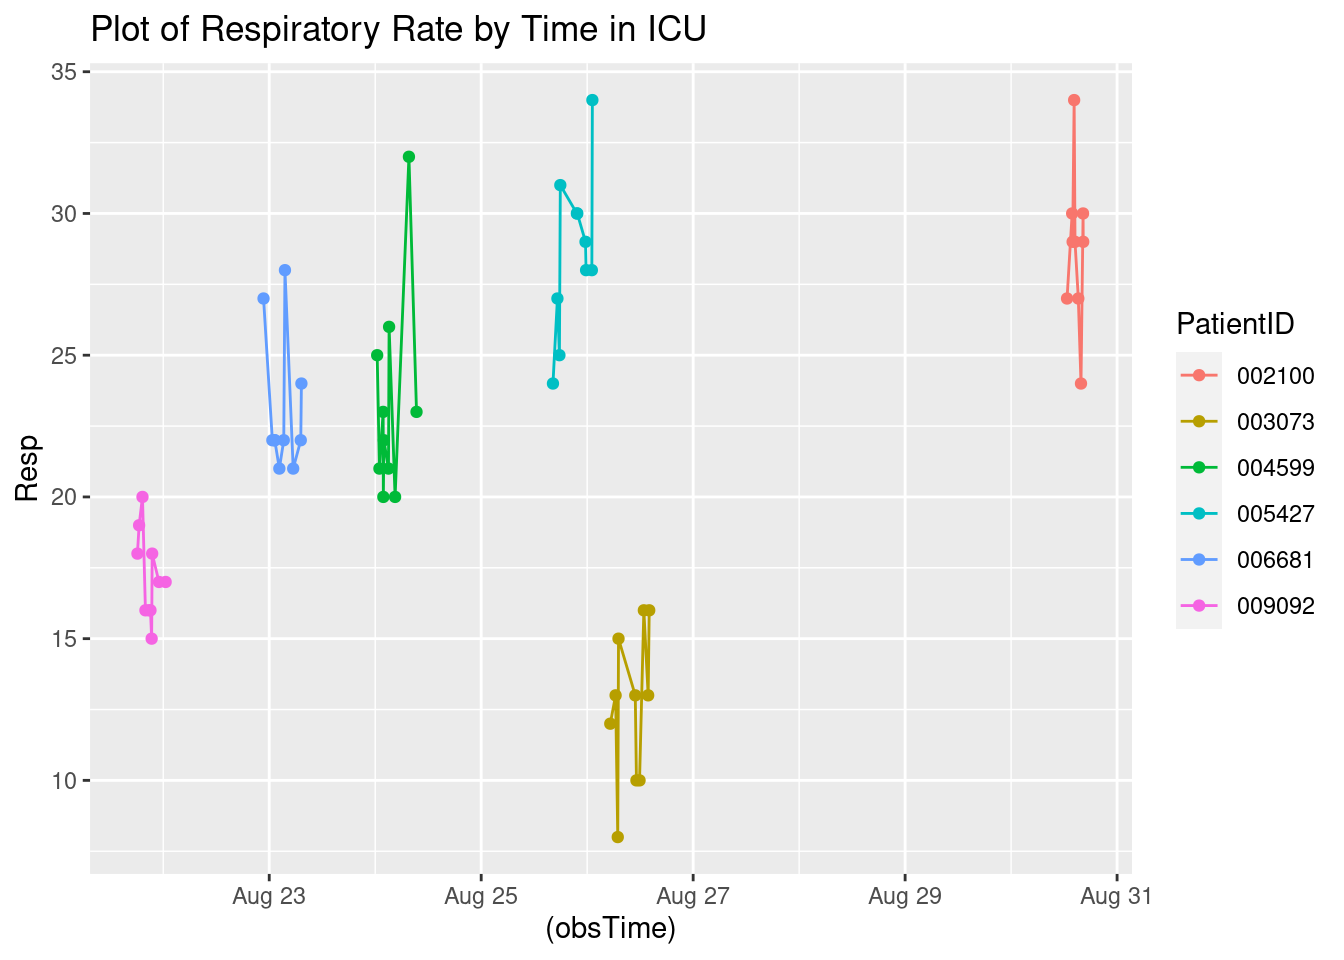 Plot of Respiratory Rate by Time in ICU
35
30
25
20
15
10
Resp
Aug 23
Aug 25
Aug 27
Aug 29
Aug 31
(obsTime)
PatientID
002100
003073
004599
005427
006681
009092